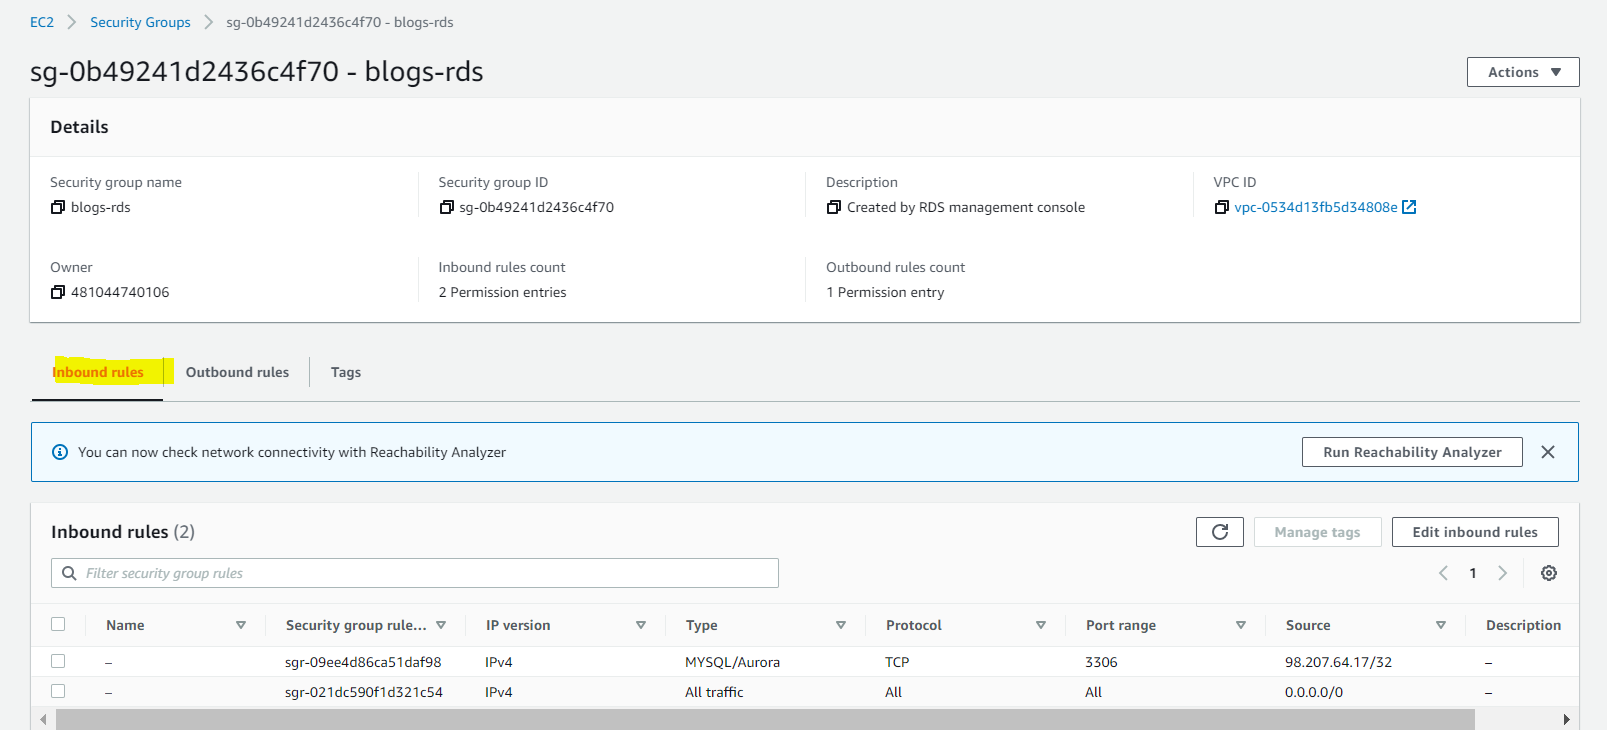 EC2 > Security Groups > sg-0b49241d2436c4f70 - blogs-rds
sg-0b49241d2436c4f70 - blogs-rds
Actions
Details
Security group name
blogs-rds
Security group ID
sg-0b49241d2436c4f70
Description
Created by RDS management console
VPC ID
vpc-0534d13fb5d34808e
Owner
481044740106
Inbound rules count
2 Permission entries
Outbound rules count
1 Permission entry
Inbound rules
Outbound rules
Tags
You can now check network connectivity with Reachability Analyzer
Run Reachability Analyzer
Inbound rules (2)
Manage tags
Edit inbound rules
Filter security group rules
1
Name Security group rule... IP version Type Protocol Port range Source Description
– sgr-09ee4d86ca51daf98 IPv4 MYSQL/Aurora TCP 3306 98.207.64.17/32 –
– sgr-021dc590f1d321c54 IPv4 All traffic All All 0.0.0.0/0 –